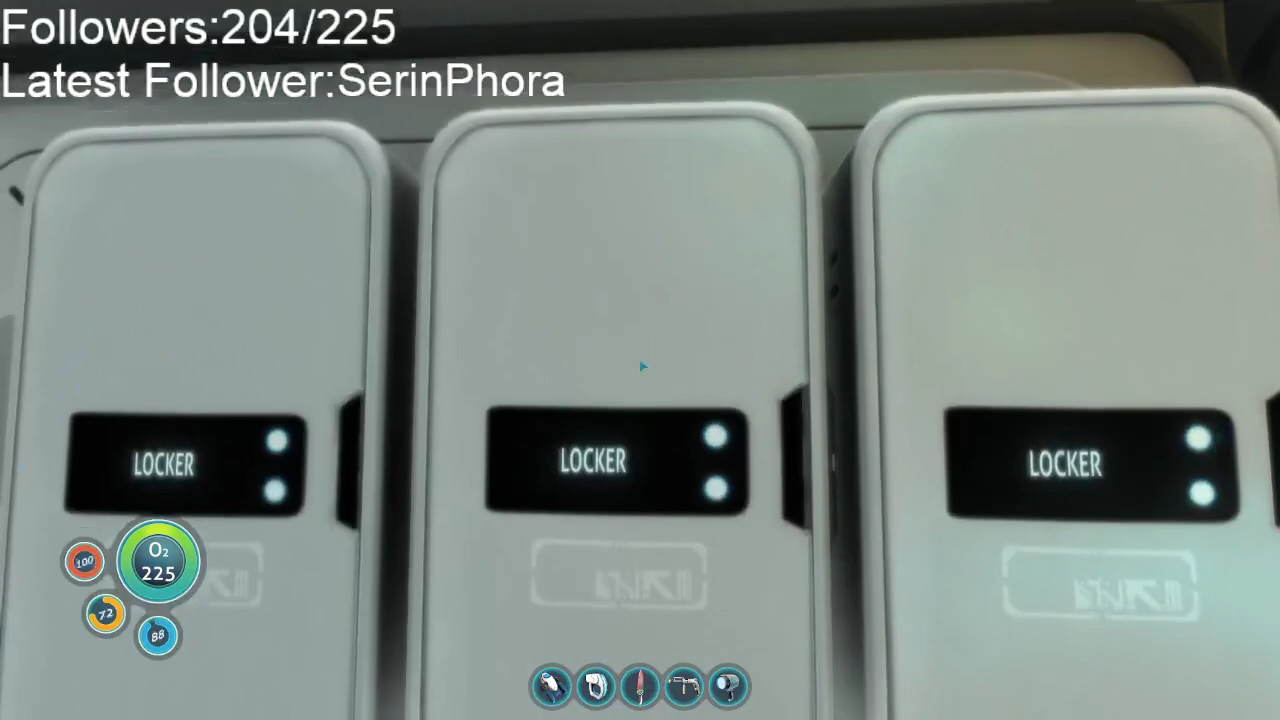 Followers:204/225
Latest Follower:SerinPhora
LOCKER
LOCKER
LOCKER
O₂
225
100
72
88